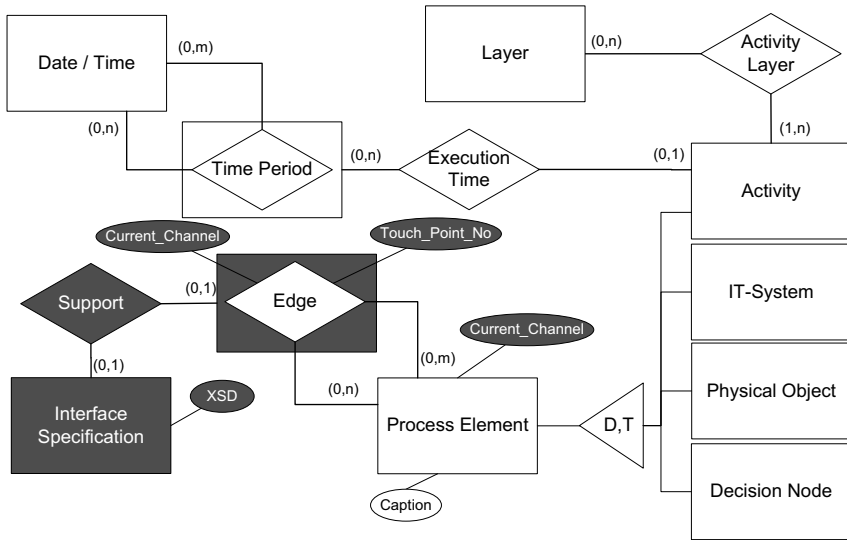 (0,m)
Date / Time
(0,n)
Layer
(0,n)
Activity
Layer
(1,n)
Time Period
(0,n)
Execution
Time
(0,1)
Activity
Current_Channel
Touch_Point_No
Support
(0,1)
Edge
IT-System
(0,1)
Current_Channel
(0,m)
XSD
Interface
Specification
(0,n)
Process Element
D,T
Physical Object
Caption
Decision Node